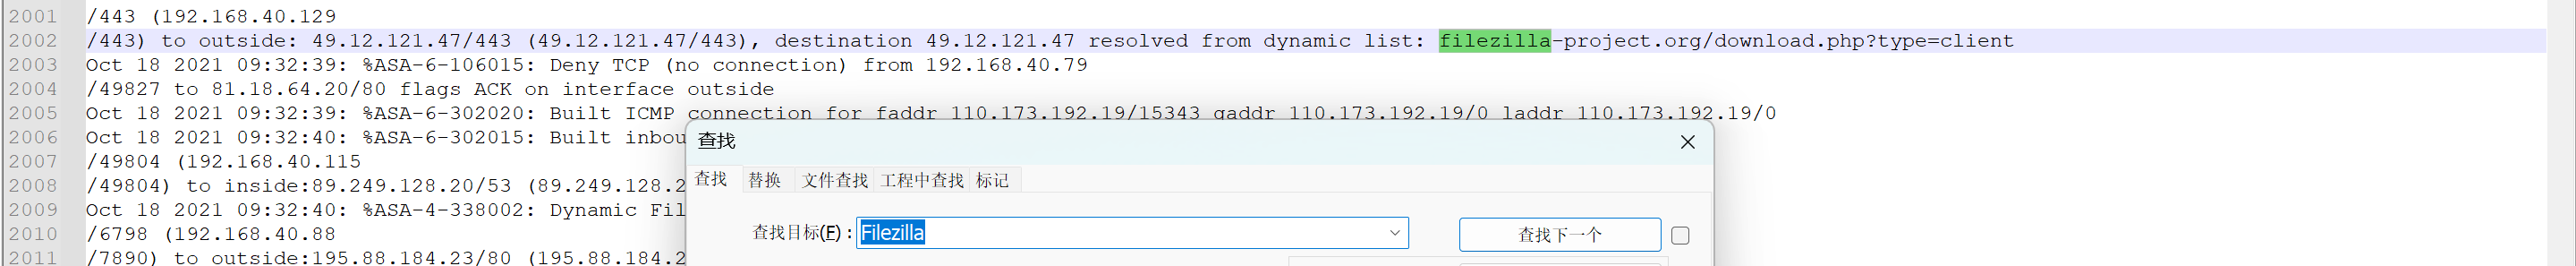 2001 /443 (192.168.40.129
2002 /443) to outside: 49.12.121.47/443 (49.12.121.47/443), destination 49.12.121.47 resolved from dynamic list: filezilla-project.org/download.php?type=client
2003 Oct 18 2021 09:32:39: %ASA-6-106015: Deny TCP (no connection) from 192.168.40.79
2004 /49827 to 81.18.64.20/80 flags ACK on interface outside
2005 Oct 18 2021 09:32:39: %ASA-6-302020: Built ICMP connection for faddr 110.173.192.19/15343 gaddr 110.173.192.19/0 laddr 110.173.192.19/0
2006 Oct 18 2021 09:32:40: %ASA-6-302015: Built inbou
2007 /49804 (192.168.40.115
2008 /49804) to inside:89.249.128.20/53 (89.249.128.2
2009 Oct 18 2021 09:32:40: %ASA-4-338002: Dynamic Fil
2010 /6798 (192.168.40.88
2011 /7890) to outside:195.88.184.23/80 (195.88.184.2
查找
查找 替换 文件查找 工程中查找 标记
查找目标(F) : Filezilla 查找下一个